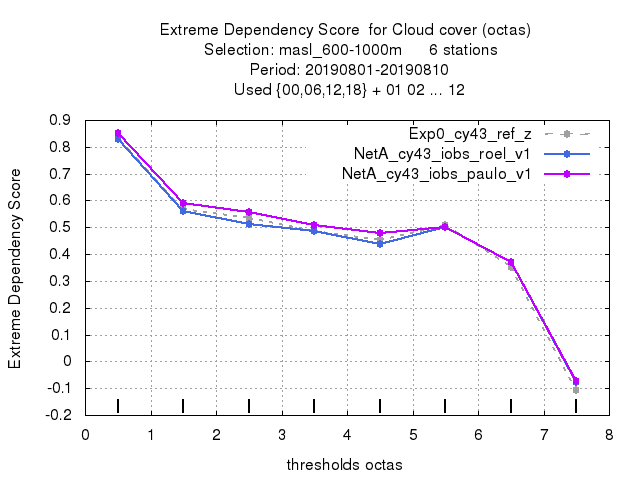 Extreme Dependency Score  for Cloud cover (octas)
Selection: masl_600-1000m      6 stations
Period: 20190801-20190810
Used {00,06,12,18} + 01 02 ... 12
Exp0_cy43_ref_z
NetA_cy43_iobs_roel_v1
NetA_cy43_iobs_paulo_v1
Extreme Dependency Score
0.9
0.8
0.7
0.6
0.5
0.4
0.3
0.2
0.1
0
-0.1
-0.2
0 1 2 3 4 5 6 7 8
thresholds octas